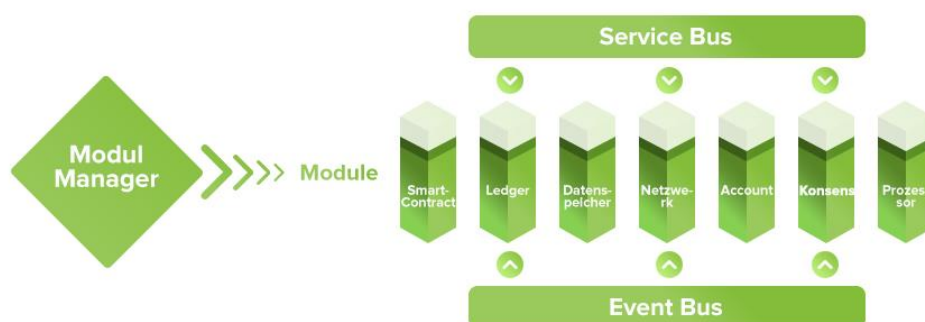 Service Bus
Modul
Manager
Module
Smart-
Contract
Ledger
Datens-
peicher
Netzwe-
rk
Account
Konsens
Prozes-
sor
Event Bus